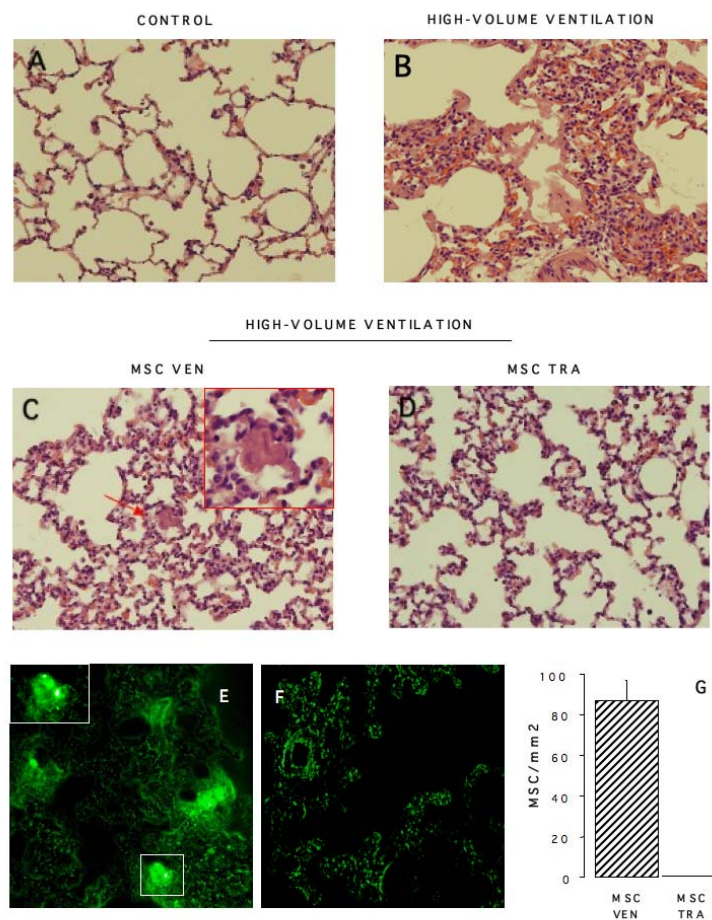 CONTROL
HIGH-VOLUME VENTILATION
A
B
HIGH-VOLUME VENTILATION
MSC VEN
MSC TRA
C
D
E
F
G
100
80
60
40
20
0
MSC/mm2
MSC
VEN
MSC
TRA